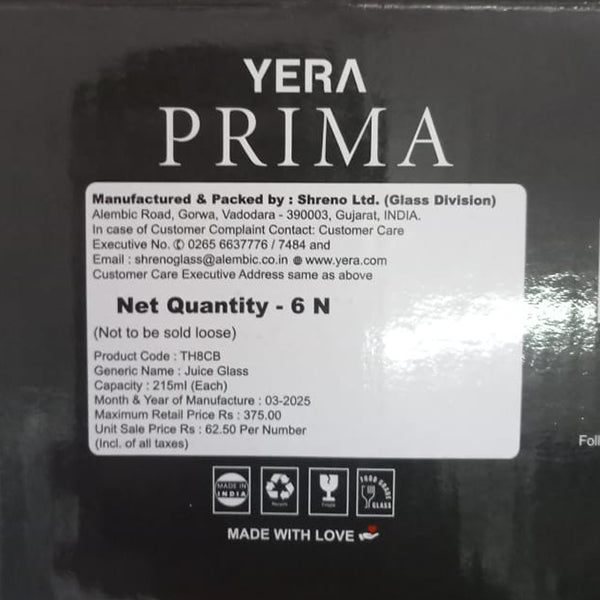 YERA
PRIMA
Manufactured & Packed by : Shreno Ltd. (Glass Division)
Alembic Road, Gorwa, Vadodara - 390003, Gujarat, INDIA.
In case of Customer Complaint Contact: Customer Care
Executive No. ✆ 0265 6637776 / 7484 and
Email : shrenoglass@alembic.co.in www.yera.com
Customer Care Executive Address same as above
Net Quantity - 6 N
(Not to be sold loose)
Product Code : TH8CB
Generic Name : Juice Glass
Capacity : 215ml (Each)
Month & Year of Manufacture : 03-2025
Maximum Retail Price Rs : 375.00
Unit Sale Price Rs : 62.50 Per Number
(Incl. of all taxes)
Foll
MADE IN
INDIA
FOOD GRADE
GLASS
MADE WITH LOVE